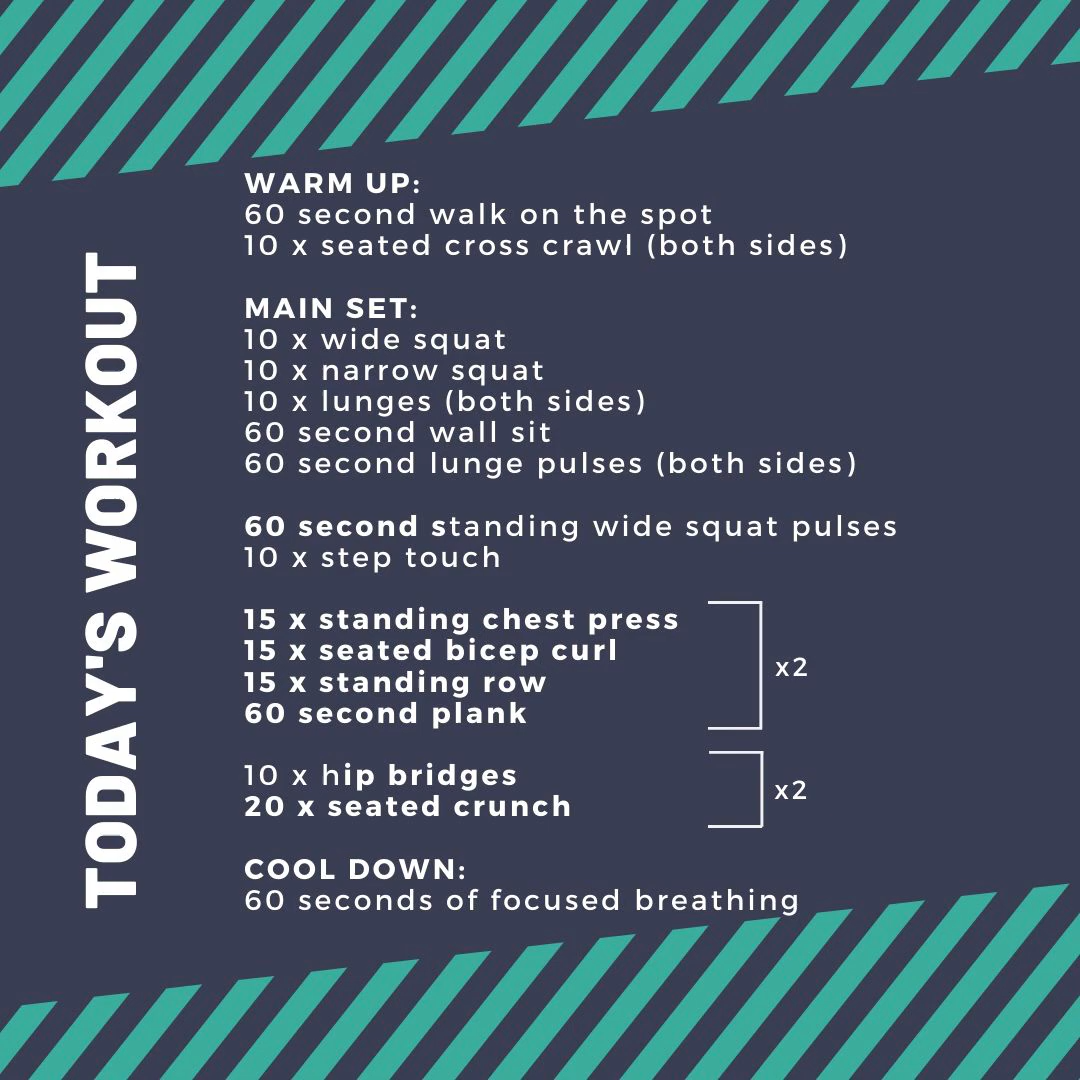 TODAY'S WORKOUT
WARM UP:
60 second walk on the spot
10 x seated cross crawl (both sides)
MAIN SET:
10 x wide squat
10 x narrow squat
10 x lunges (both sides)
60 second wall sit
60 second lunge pulses (both sides)
60 second standing wide squat pulses
10 x step touch
15 x standing chest press
15 x seated bicep curl
15 x standing row
60 second plank
x2
10 x hip bridges
20 x seated crunch
x2
COOL DOWN:
60 seconds of focused breathing